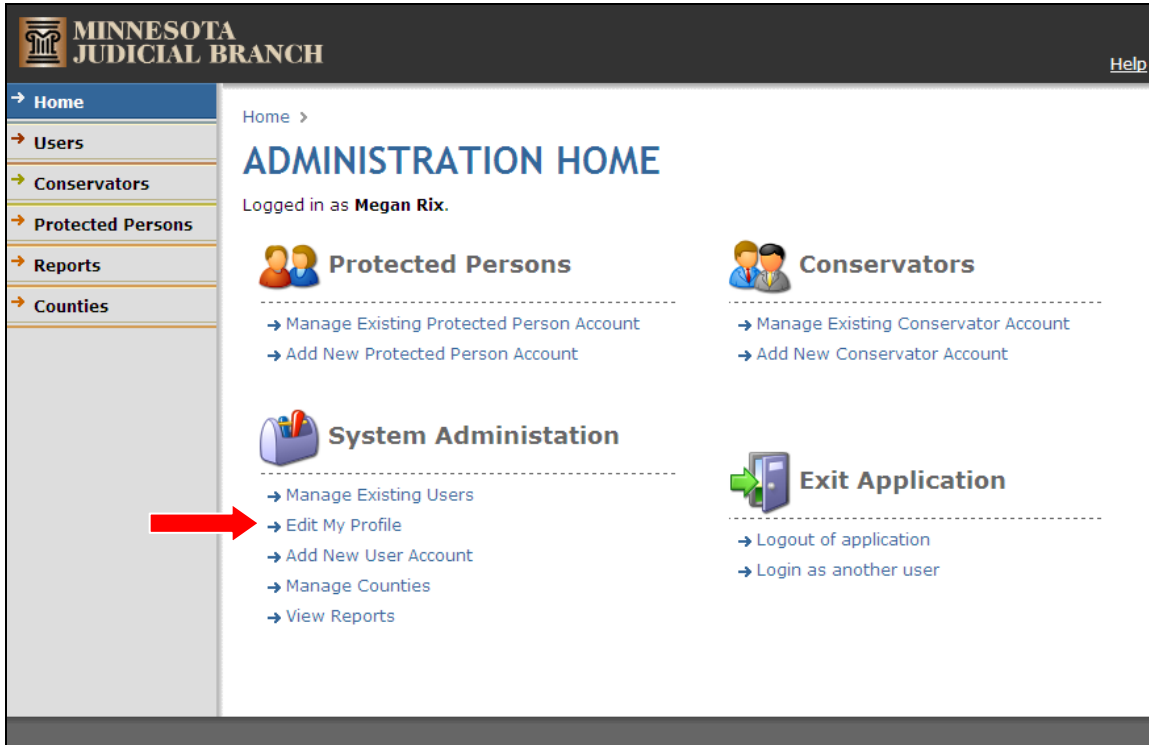 MINNESOTA
JUDICIAL BRANCH
Help
Home
Users
Conservators
Protected Persons
Reports
Counties
Home >
ADMINISTRATION HOME
Logged in as Megan Rix.
Protected Persons
Manage Existing Protected Person Account
Add New Protected Person Account
Conservators
Manage Existing Conservator Account
Add New Conservator Account
System Administation
Manage Existing Users
Edit My Profile
Add New User Account
Manage Counties
View Reports
Exit Application
Logout of application
Login as another user